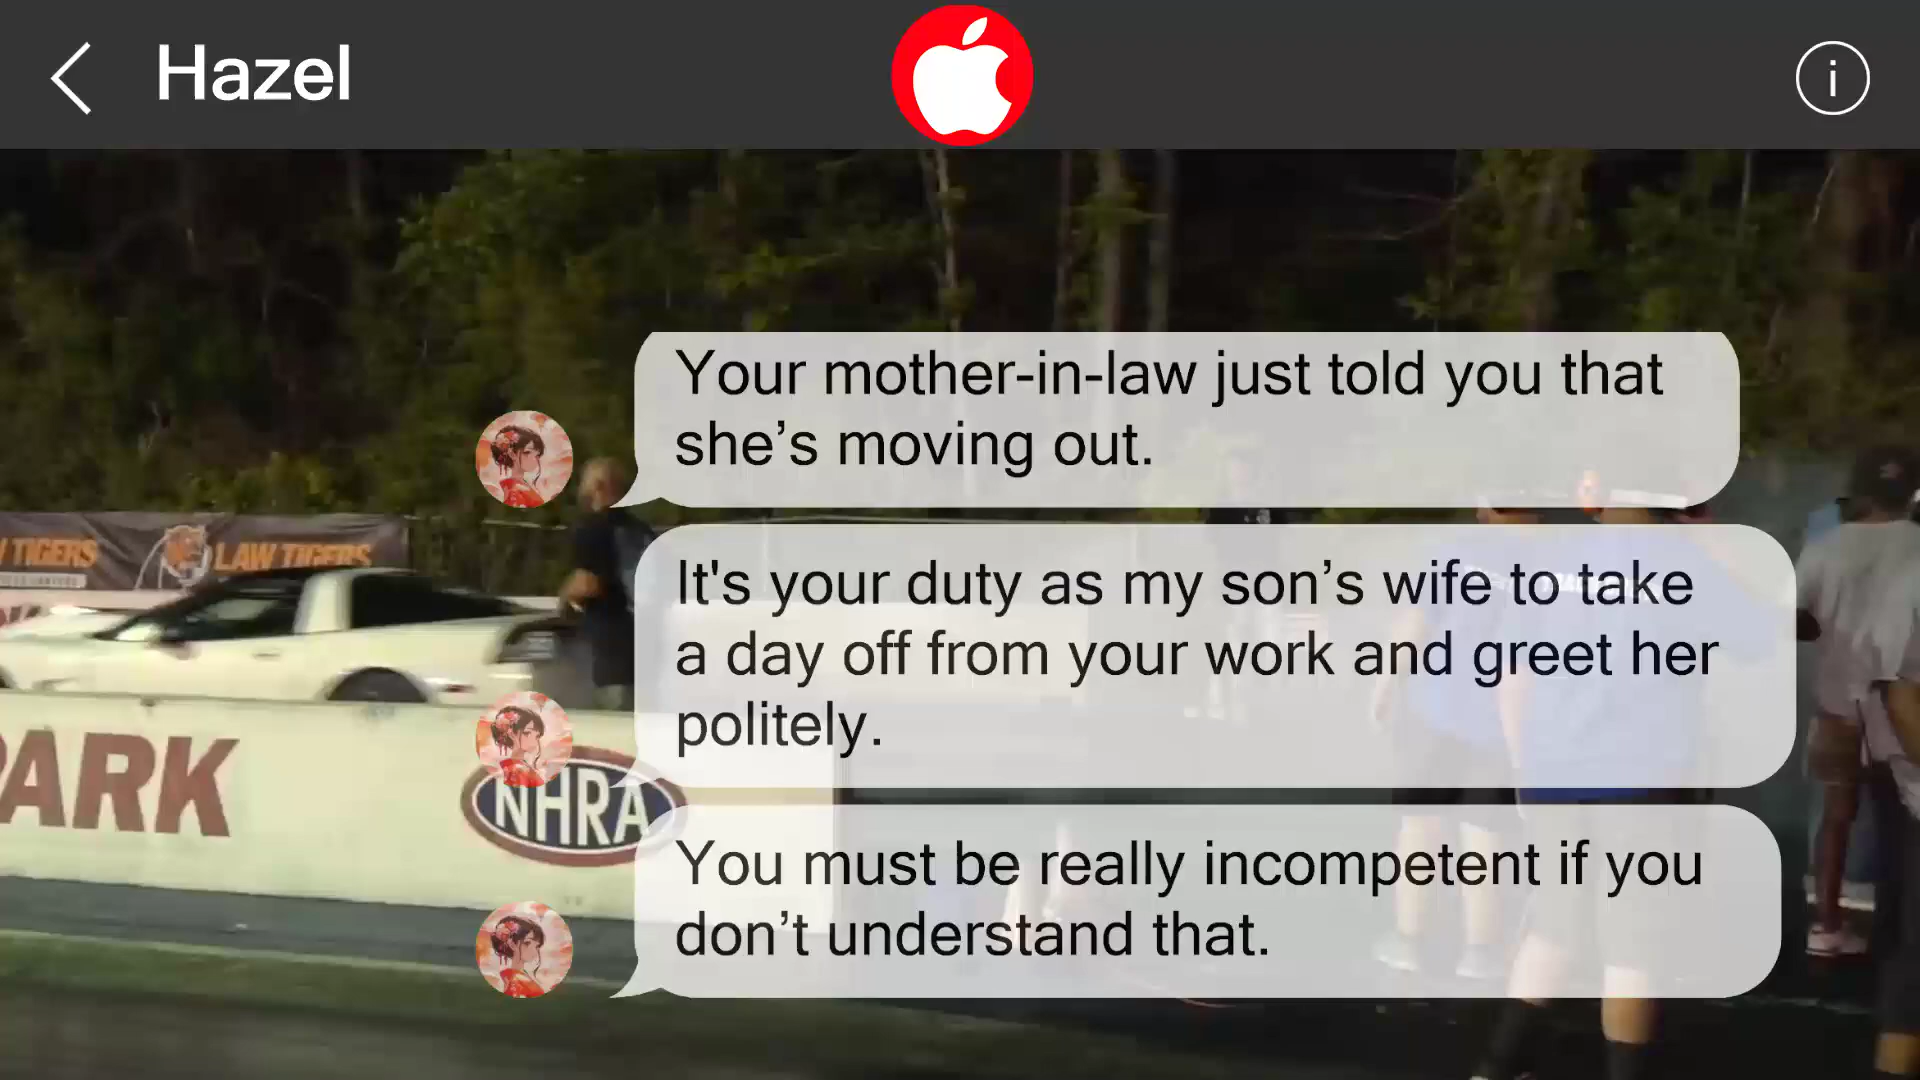 Hazel
i
Your mother-in-law just told you that
she’s moving out.
It's your duty as my son’s wife to take
a day off from your work and greet her
politely.
You must be really incompetent if you
don’t understand that.
TIGERS
LAW TIGERS
PARK
NHRA